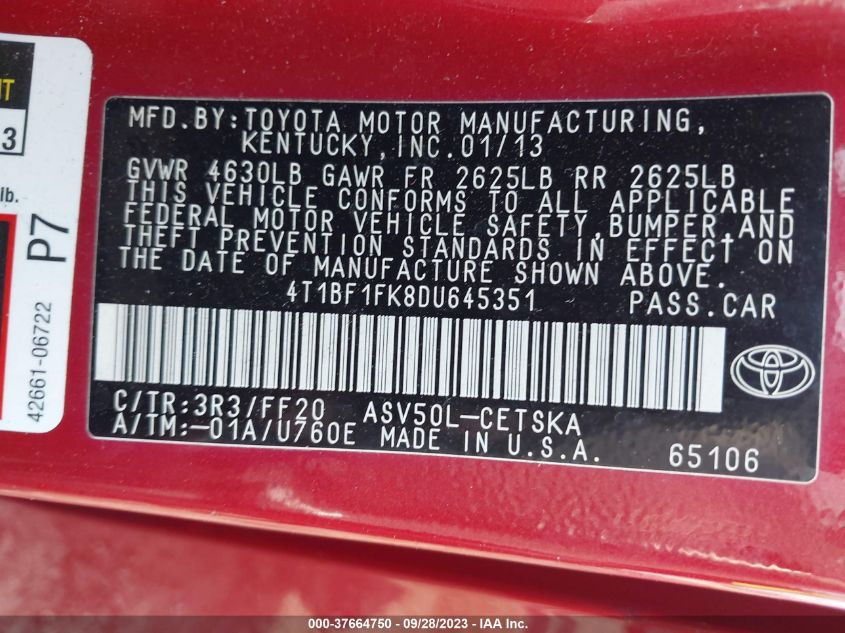 MFD.BY:TOYOTA MOTOR MANUFACTURING,
KENTUCKY,INC.01/13
GVWR 4630LB GAWR FR 2625LB RR 2625LB
THIS VEHICLE CONFORMS TO ALL APPLICABLE
FEDERAL MOTOR VEHICLE SAFETY,BUMPER,AND
THEFT PREVENTION STANDARDS IN EFFECT ON
THE DATE OF MANUFACTURE SHOWN ABOVE.
4T1BF1FK8DU645351 PASS.CAR
C/TR:3R3/FF20 ASV50L-CETSKA
A/TM:-01A/U760E MADE IN U.S.A. 65106
3
lb.
P7
42661-06722
000-37664750 - 09/28/2023 - IAA Inc.